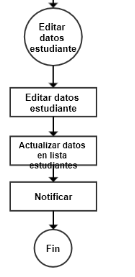 Editar
datos
estudiante
Editar datos
estudiante
Actualizar datos
en lista
estudiantes
Notificar
Fin